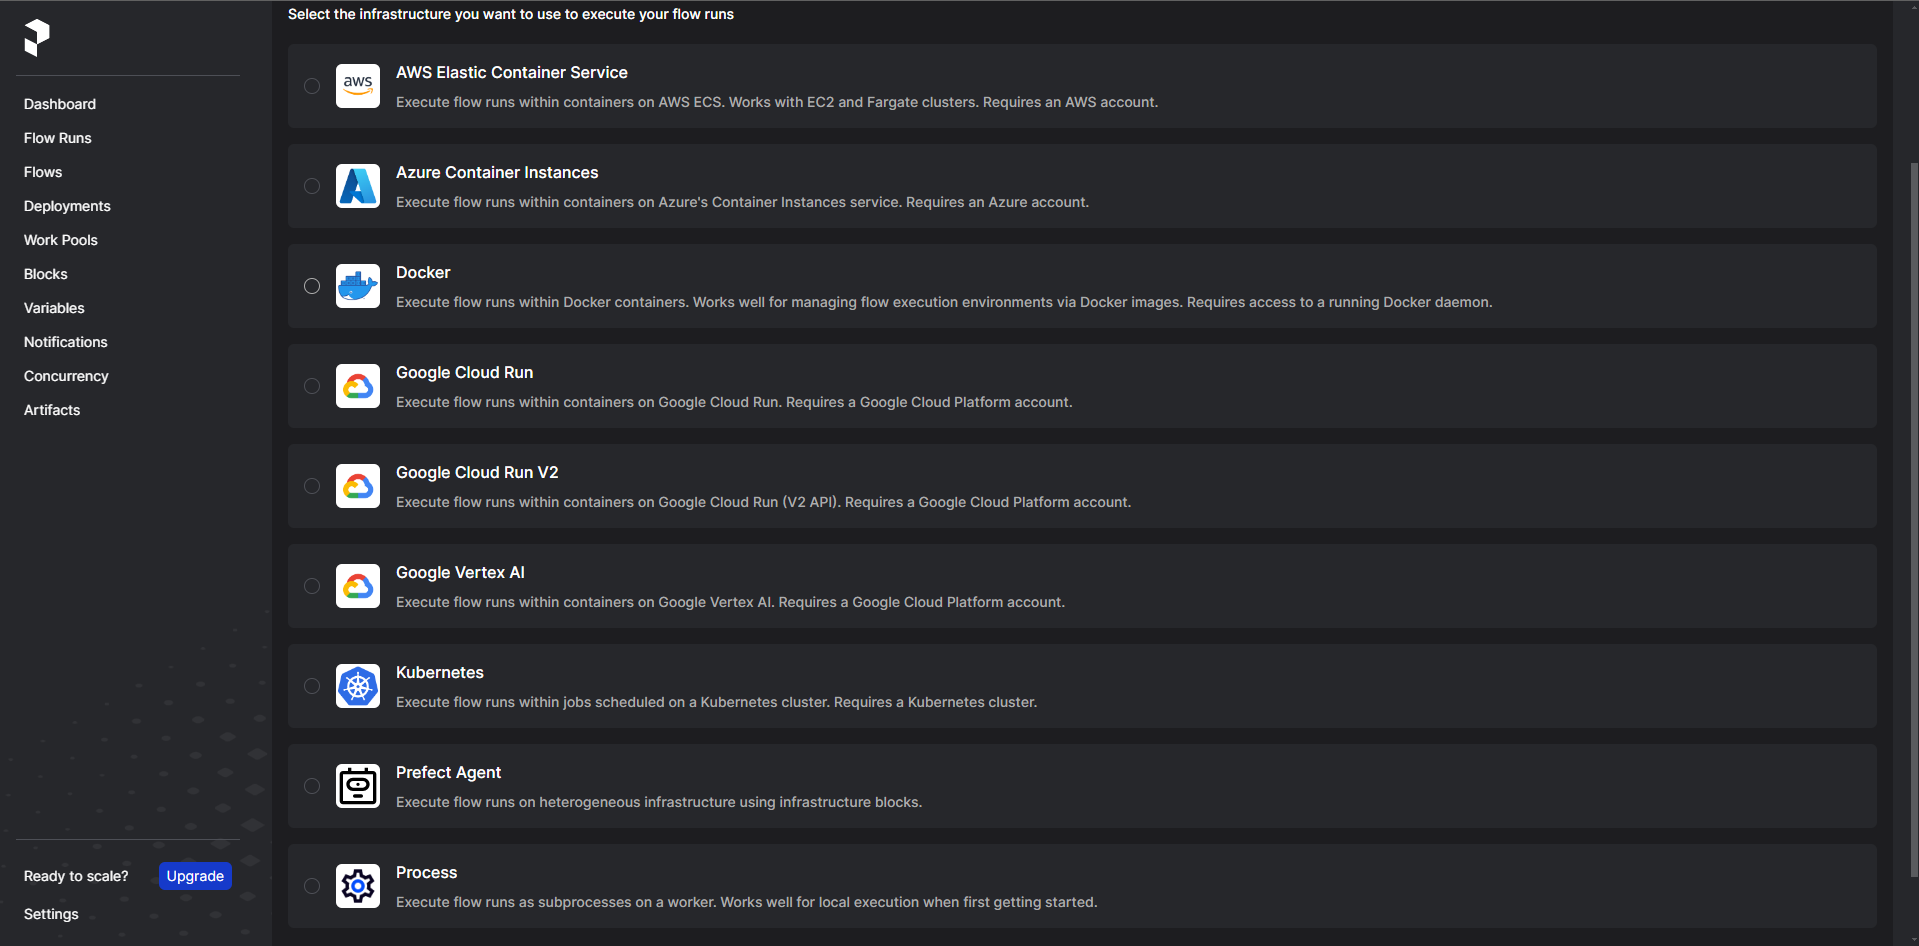 Dashboard
Flow Runs
Flows
Deployments
Work Pools
Blocks
Variables
Notifications
Concurrency
Artifacts
Ready to scale?
Upgrade
Settings
Select the infrastructure you want to use to execute your flow runs
aws
AWS Elastic Container Service
Execute flow runs within containers on AWS ECS. Works with EC2 and Fargate clusters. Requires an AWS account.
Azure Container Instances
Execute flow runs within containers on Azure's Container Instances service. Requires an Azure account.
Docker
Execute flow runs within Docker containers. Works well for managing flow execution environments via Docker images. Requires access to a running Docker daemon.
Google Cloud Run
Execute flow runs within containers on Google Cloud Run. Requires a Google Cloud Platform account.
Google Cloud Run V2
Execute flow runs within containers on Google Cloud Run (V2 API). Requires a Google Cloud Platform account.
Google Vertex AI
Execute flow runs within containers on Google Vertex AI. Requires a Google Cloud Platform account.
Kubernetes
Execute flow runs within jobs scheduled on a Kubernetes cluster. Requires a Kubernetes cluster.
Prefect Agent
Execute flow runs on heterogeneous infrastructure using infrastructure blocks.
Process
Execute flow runs as subprocesses on a worker. Works well for local execution when first getting started.